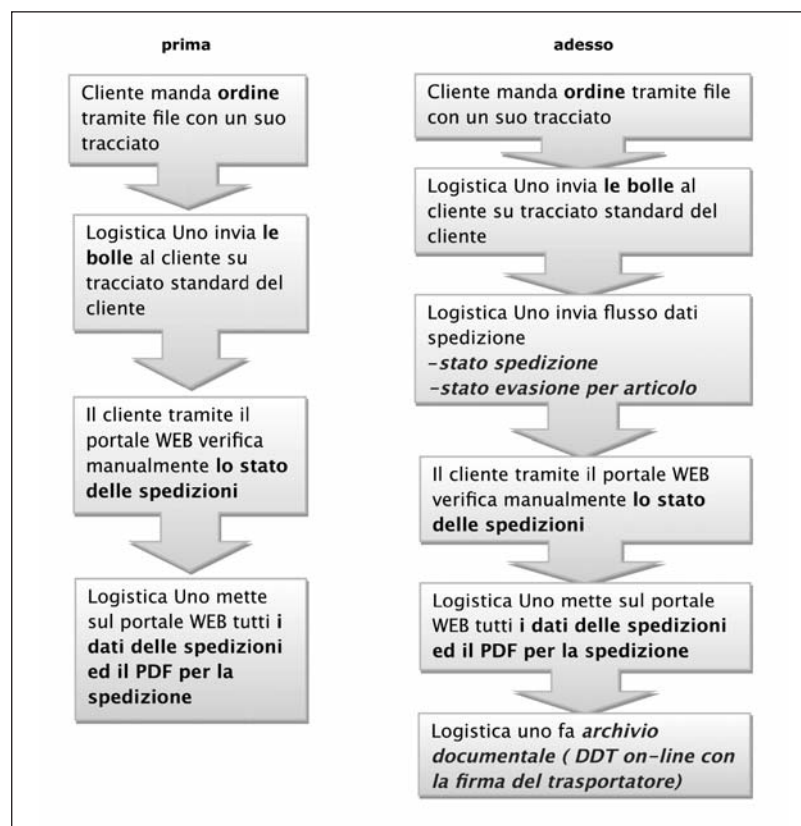 prima
Cliente manda ordine
tramite file con un suo
tracciato
Logistica Uno invia le
bolle al cliente su
tracciato standard del
cliente
Il cliente tramite il
portale WEB verifica
manualmente lo stato
delle spedizioni
Logistica Uno mette
sul portale WEB tutti i
dati delle spedizioni
ed il PDF per la
spedizione
adesso
Cliente manda ordine tramite file
con un suo tracciato
Logistica Uno invia le bolle al
cliente su tracciato standard del
cliente
Logistica Uno invia flusso dati
spedizione
-stato spedizione
-stato evasione per articolo
Il cliente tramite il portale WEB
verifica manualmente lo stato
delle spedizioni
Logistica Uno mette sul portale
WEB tutti i dati delle spedizioni
ed il PDF per la spedizione
Logistica uno fa archivio
documentale ( DDT on-line con
la firma del trasportatore)